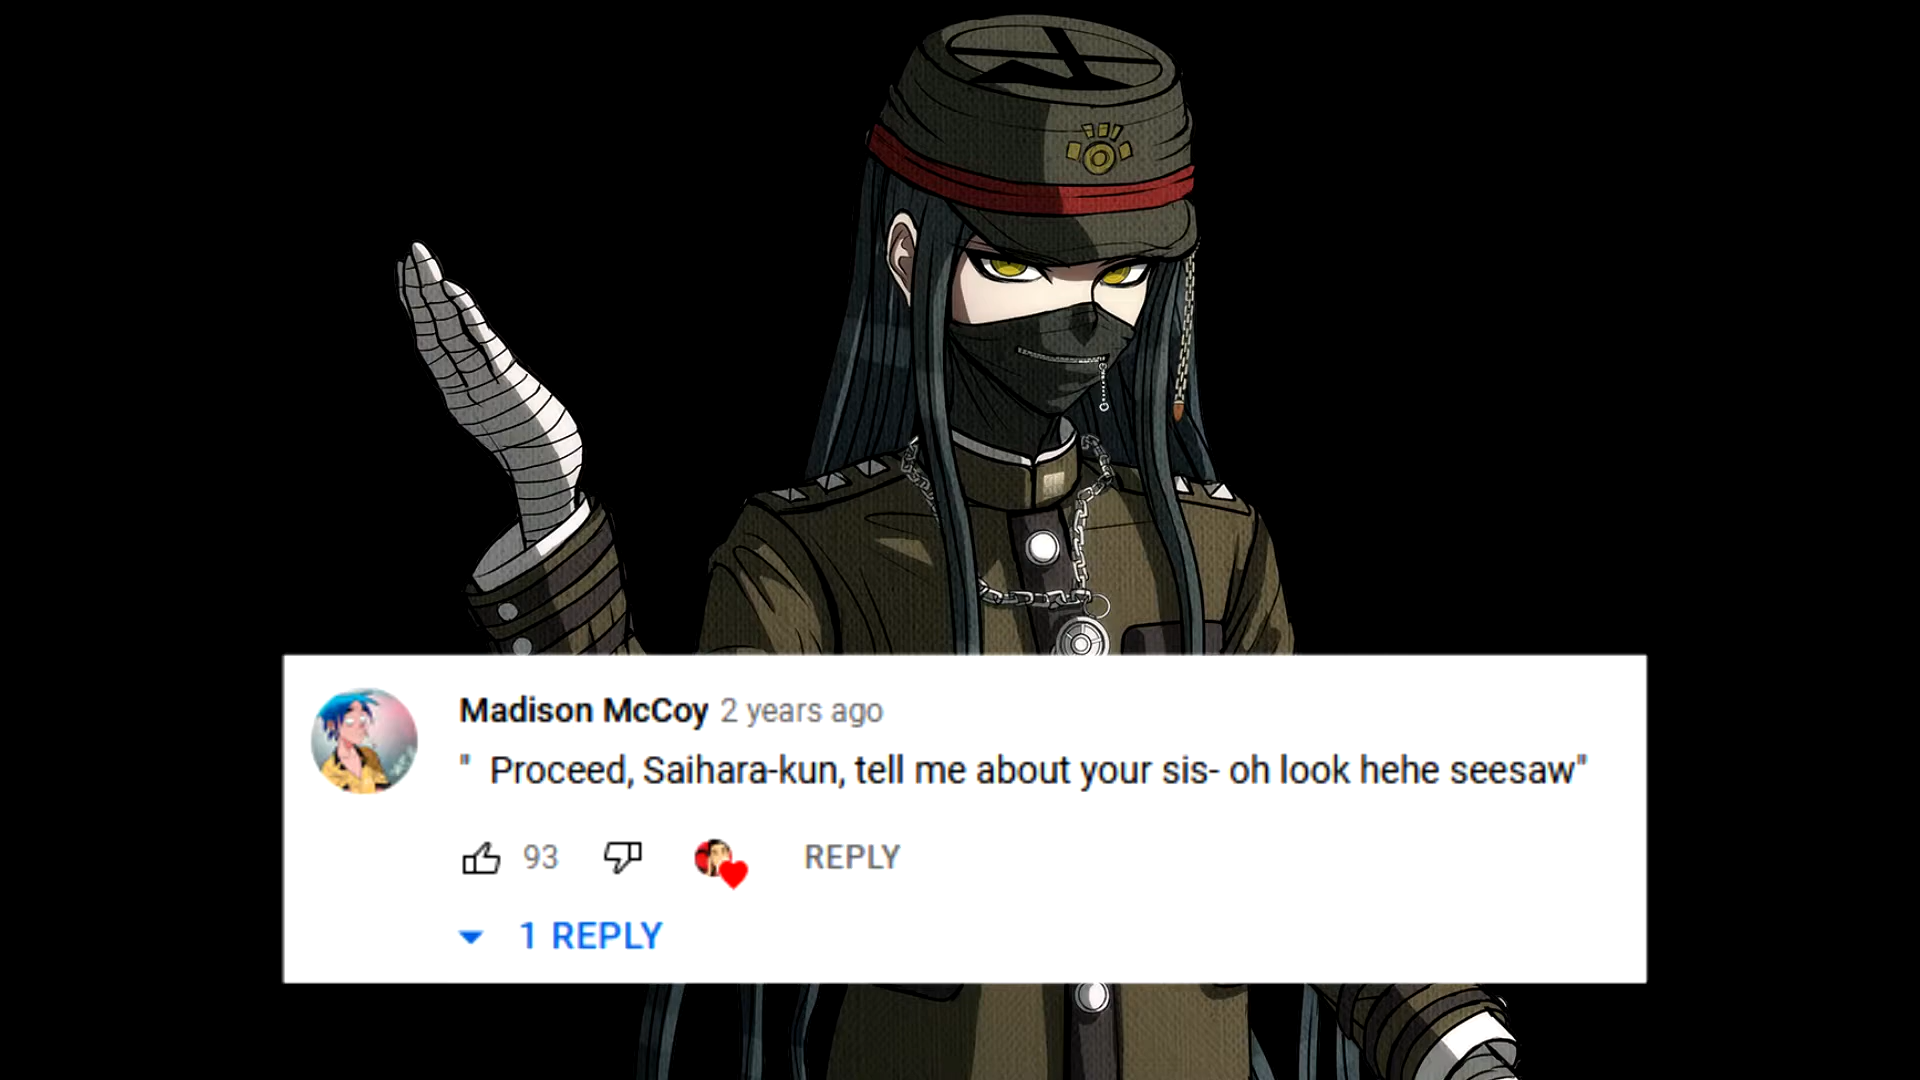 Madison McCoy 2 years ago
" Proceed, Saihara-kun, tell me about your sis- oh look hehe seesaw"
93 REPLY
1 REPLY